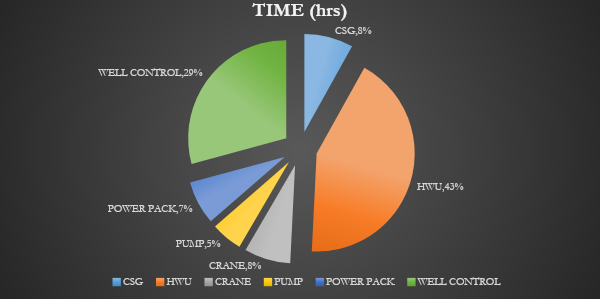 TIME (hrs)
CSG,8%
WELL CONTROL,29%
HWU,43%
POWER PACK,7%
PUMP,5%
CRANE,8%
CSG HWU CRANE PUMP POWER PACK WELL CONTROL